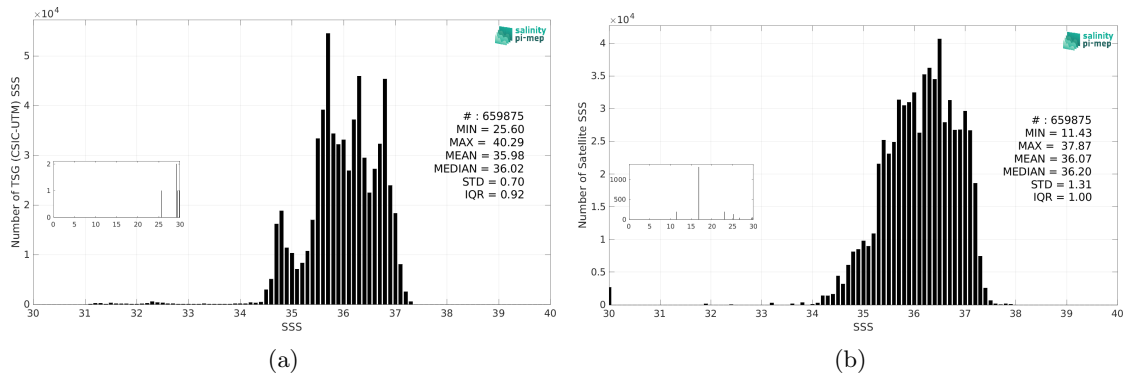 ×10⁴
salinity
pi-mep
Number of TSG (CSIC-UTM) SSS
5
4
3
2
1
0
# : 659875
MIN = 25.60
MAX = 40.29
MEAN = 35.98
MEDIAN = 36.02
STD = 0.70
IQR = 0.92
2
1
0
0 5 10 15 20 25 30
30 31 32 33 34 35 36 37 38 39 40
SSS
(a)
×10⁴
salinity
pi-mep
Number of Satellite SSS
4
3.5
3
2.5
2
1.5
1
0.5
0
# : 659875
MIN = 11.43
MAX = 37.87
MEAN = 36.07
MEDIAN = 36.20
STD = 1.31
IQR = 1.00
1000
500
0
0 5 10 15 20 25 30
30 31 32 33 34 35 36 37 38 39 40
SSS
(b)